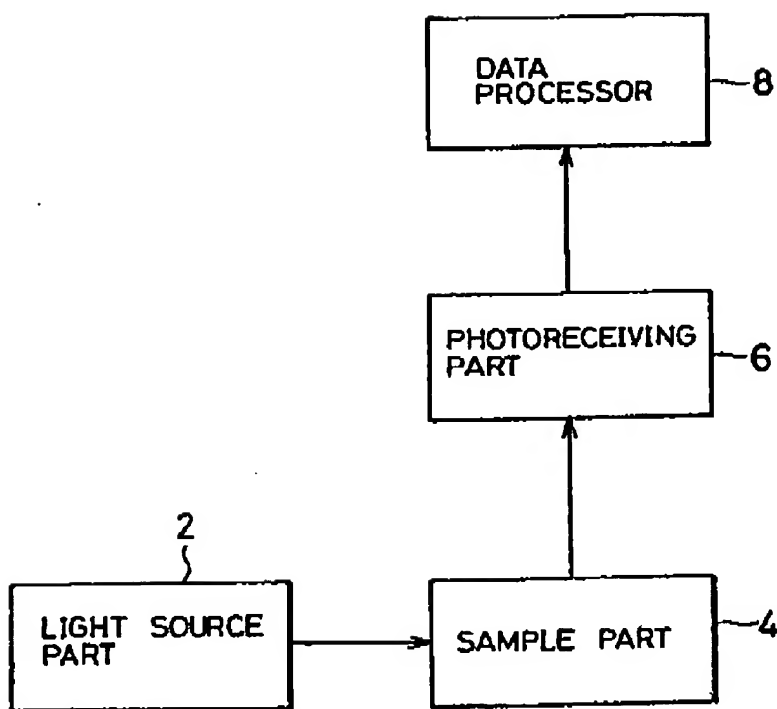 DATA
PROCESSOR
8
PHOTORECEIVING
PART
6
2
LIGHT SOURCE
PART
SAMPLE PART
4